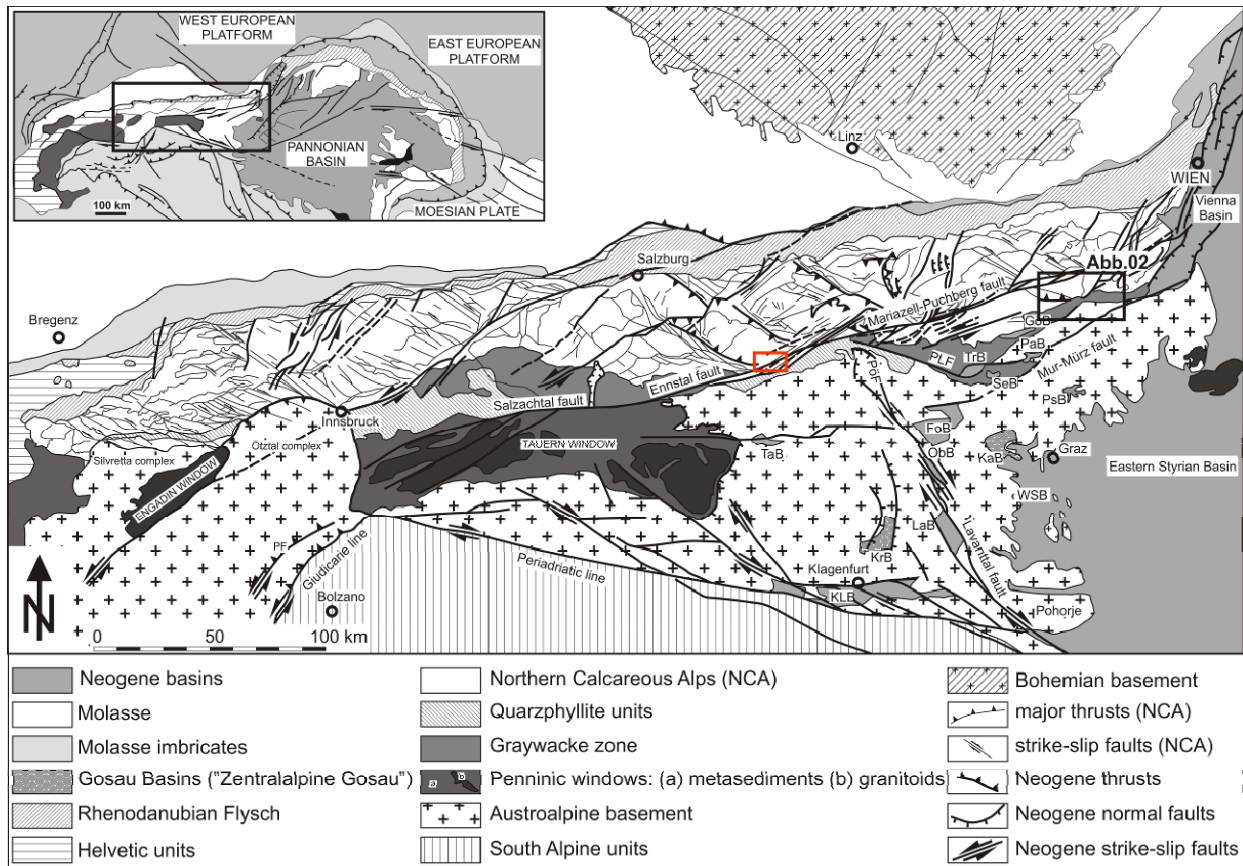 WEST EUROPEAN
PLATFORM
EAST EUROPEAN
PLATFORM
PANNONIAN
BASIN
MOESIAN PLATE
100 km
Linz
WIEN
Vienna
Basin
Salzburg
Abb.02
Mariazell-Puchberg fault
Bregenz
GöB
PaB
TrB
PLF
Mur-Mürz fault
PöF
SeB
PsB
Ennstal fault
Salzachtal fault
Innsbruck
Ötztal complex
Silvretta complex
ENGADIN WINDOW
TAUERN WINDOW
TaB
FoB
ObB
KaB
Graz
Eastern Styrian Basin
WSB
LaB
Lavanttal fault
KrB
PF
Giudicarie line
Periadriatic line
Klagenfurt
KLB
Pohorje
Bolzano
N
0 50 100 km
Neogene basins
Molasse
Molasse imbricates
Gosau Basins ("Zentralalpine Gosau")
Rhenodanubian Flysch
Helvetic units
Northern Calcareous Alps (NCA)
Quarzphyllite units
Graywacke zone
a b Penninic windows: (a) metasediments (b) granitoids
Austroalpine basement
South Alpine units
Bohemian basement
major thrusts (NCA)
strike-slip faults (NCA)
Neogene thrusts
Neogene normal faults
Neogene strike-slip faults